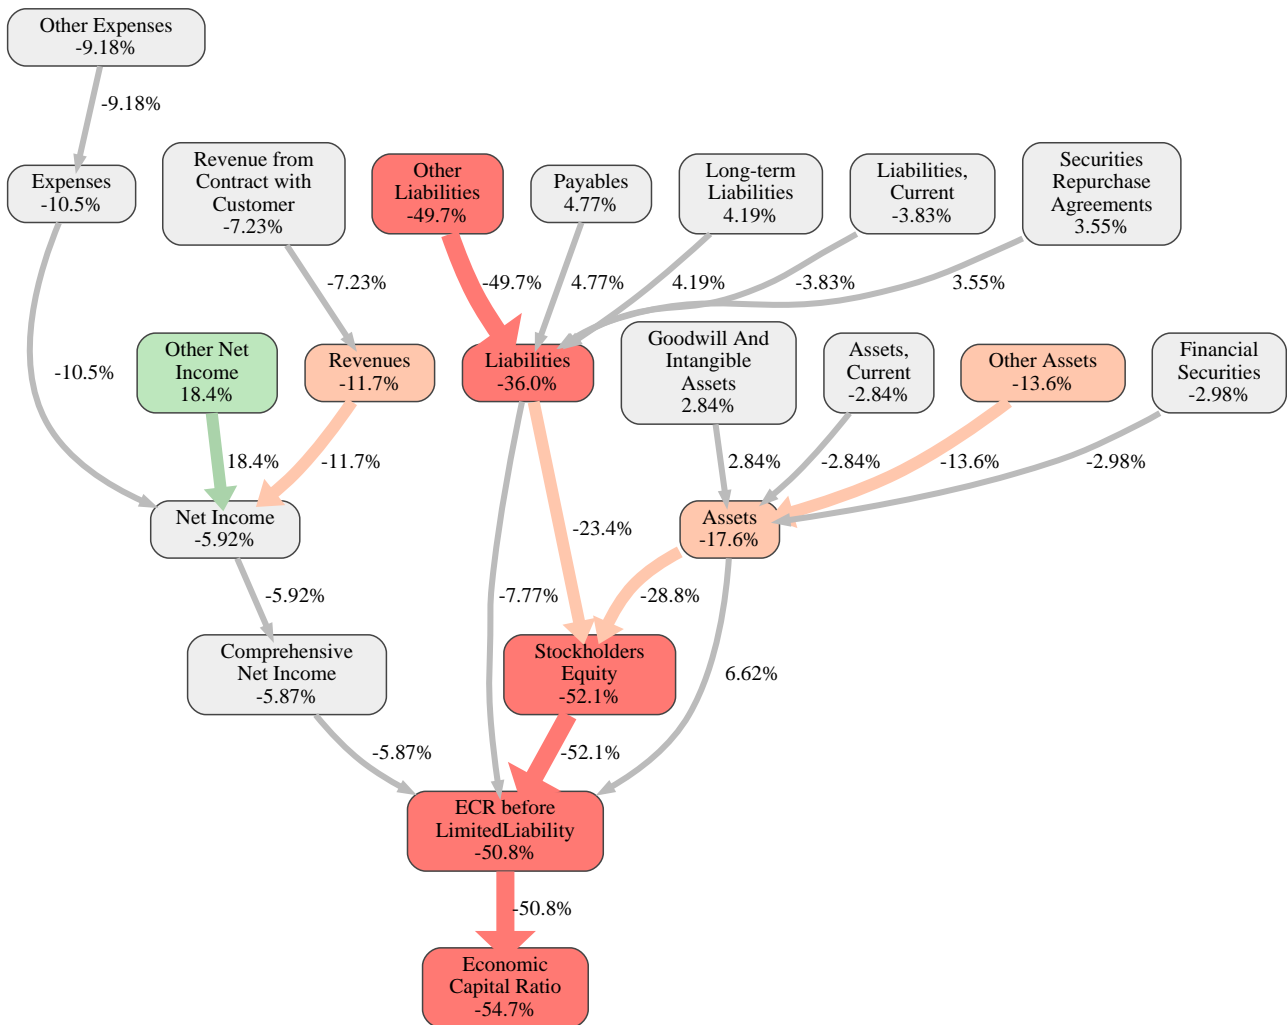 Other Expenses
-9.18%
-9.18%
Expenses
-10.5%
Revenue from
Contract with
Customer
-7.23%
Other
Liabilities
-49.7%
Payables
4.77%
Long-term
Liabilities
4.19%
Liabilities,
Current
-3.83%
Securities
Repurchase
Agreements
3.55%
-7.23%
-49.7%
4.77%
4.19%
-3.83%
3.55%
-10.5%
Other Net
Income
18.4%
Revenues
-11.7%
Liabilities
-36.0%
Goodwill And
Intangible
Assets
2.84%
Assets,
Current
-2.84%
Other Assets
-13.6%
Financial
Securities
-2.98%
18.4%
-11.7%
2.84%
-2.84%
-13.6%
-2.98%
Net Income
-5.92%
-23.4%
Assets
-17.6%
-5.92%
-7.77%
-28.8%
Comprehensive
Net Income
-5.87%
Stockholders
Equity
-52.1%
6.62%
-5.87%
-52.1%
ECR before
LimitedLiability
-50.8%
-50.8%
Economic
Capital Ratio
-54.7%